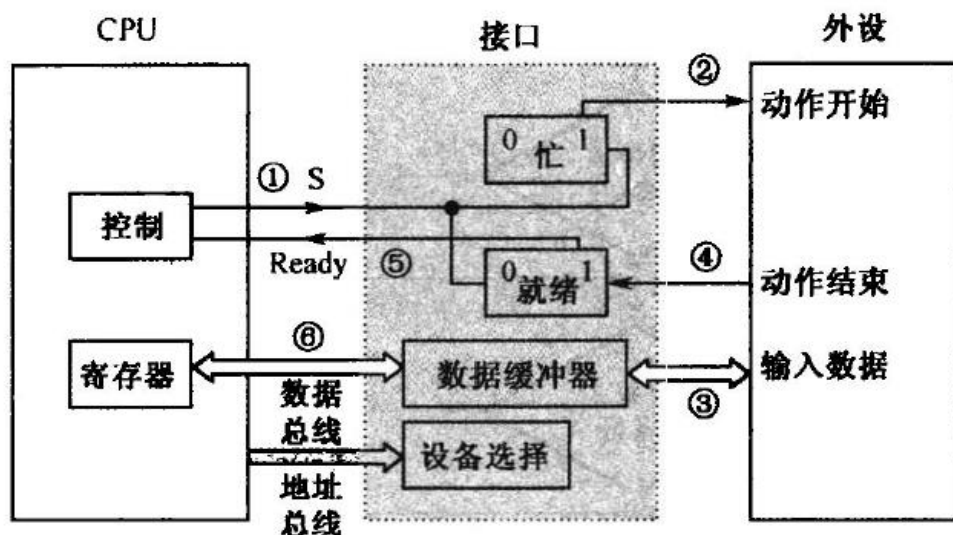 CPU
接口
外设
②
动作开始
0 忙 1
① S
控制
Ready
⑤
0 就绪 1
④
动作结束
⑥
寄存器
数据缓冲器
输入数据
③
数据
总线
设备选择
地址
总线